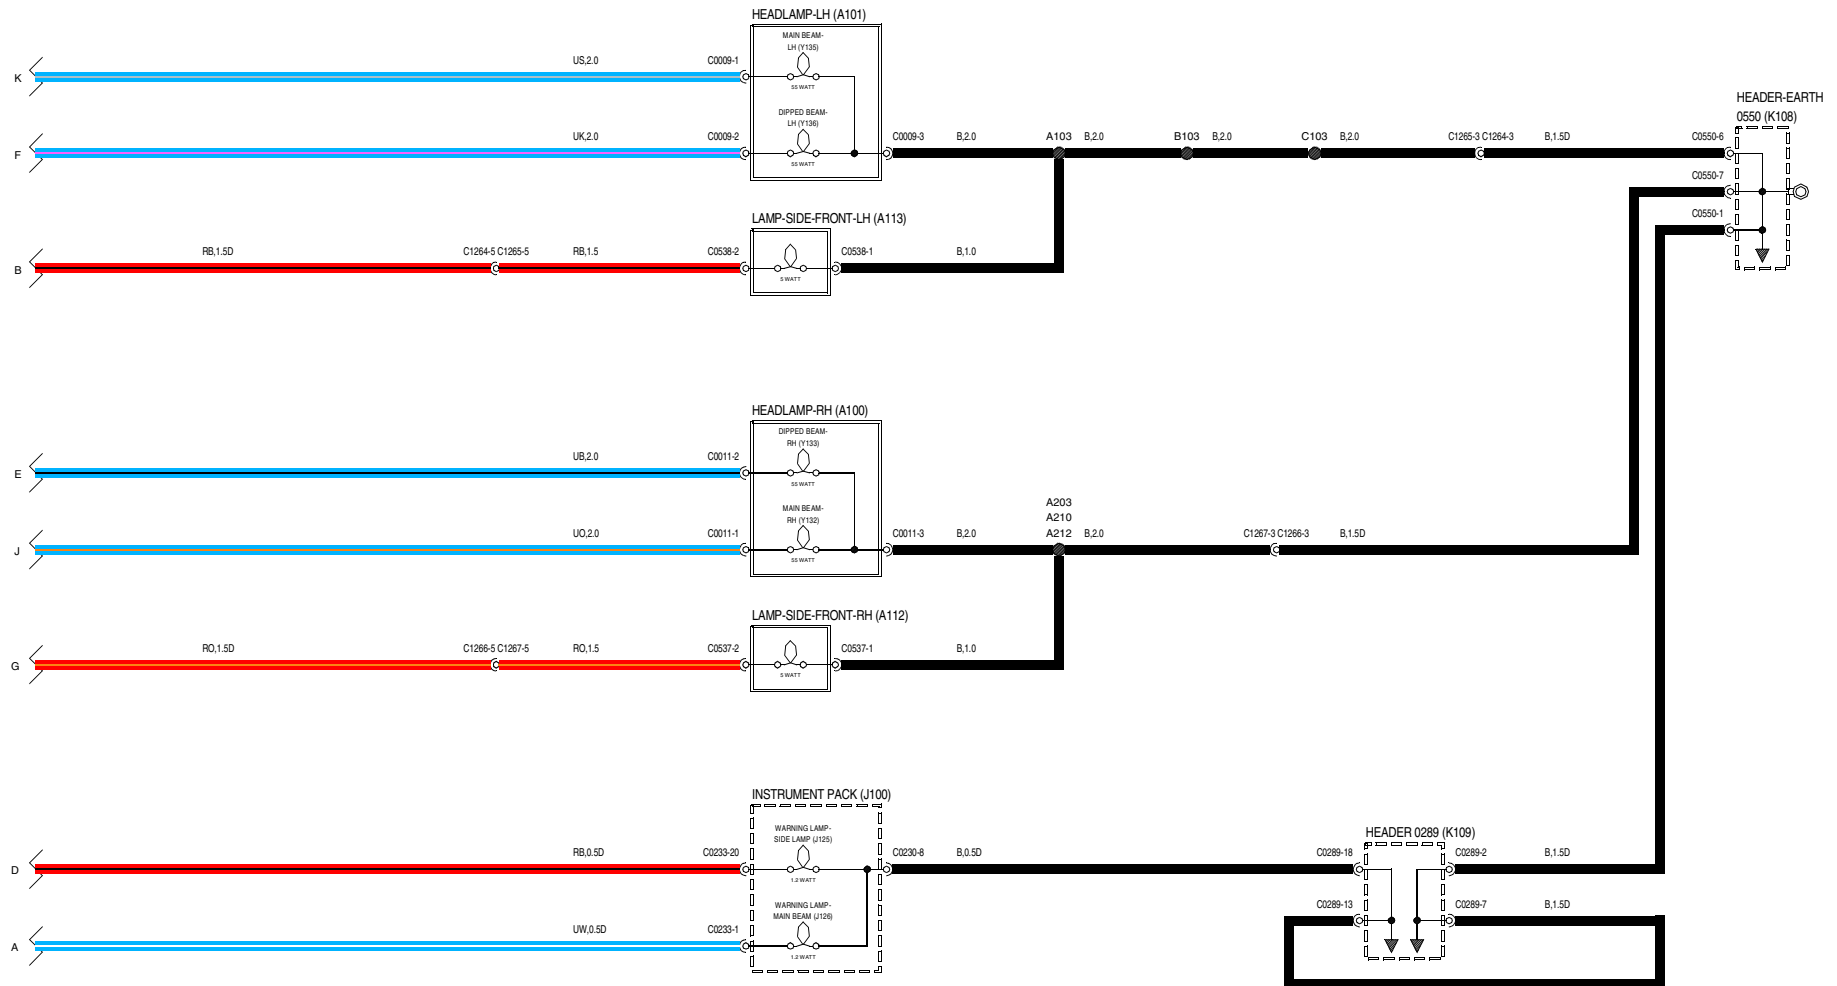 HEADLAMP-LH (A101)
MAIN BEAM-
LH (Y135)
55 WATT
K
US,2.0
C0009-1
DIPPED BEAM-
LH (Y136)
55 WATT
F
UK,2.0
C0009-2
C0009-3
B,2.0
A103
B,2.0
B103
B,2.0
C103
B,2.0
C1265-3 C1264-3
B,1.5D
C0550-6
HEADER-EARTH
0550 (K108)
C0550-7
C0550-1
LAMP-SIDE-FRONT-LH (A113)
B
RB,1.5D
C1264-5 C1265-5
RB,1.5
C0538-2
5 WATT
C0538-1
B,1.0
HEADLAMP-RH (A100)
DIPPED BEAM-
RH (Y133)
55 WATT
E
UB,2.0
C0011-2
MAIN BEAM-
RH (Y132)
55 WATT
J
UO,2.0
C0011-1
C0011-3
B,2.0
A203
A210
A212
B,2.0
C1267-3 C1266-3
B,1.5D
LAMP-SIDE-FRONT-RH (A112)
G
RO,1.5D
C1266-5 C1267-5
RO,1.5
C0537-2
5 WATT
C0537-1
B,1.0
INSTRUMENT PACK (J100)
WARNING LAMP-
SIDE LAMP (J125)
1.2 WATT
D
RB,0.5D
C0233-20
C0230-8
B,0.5D
HEADER 0289 (K109)
C0289-18
C0289-2
B,1.5D
WARNING LAMP-
MAIN BEAM (J126)
1.2 WATT
A
UW,0.5D
C0233-1
C0289-13
C0289-7
B,1.5D